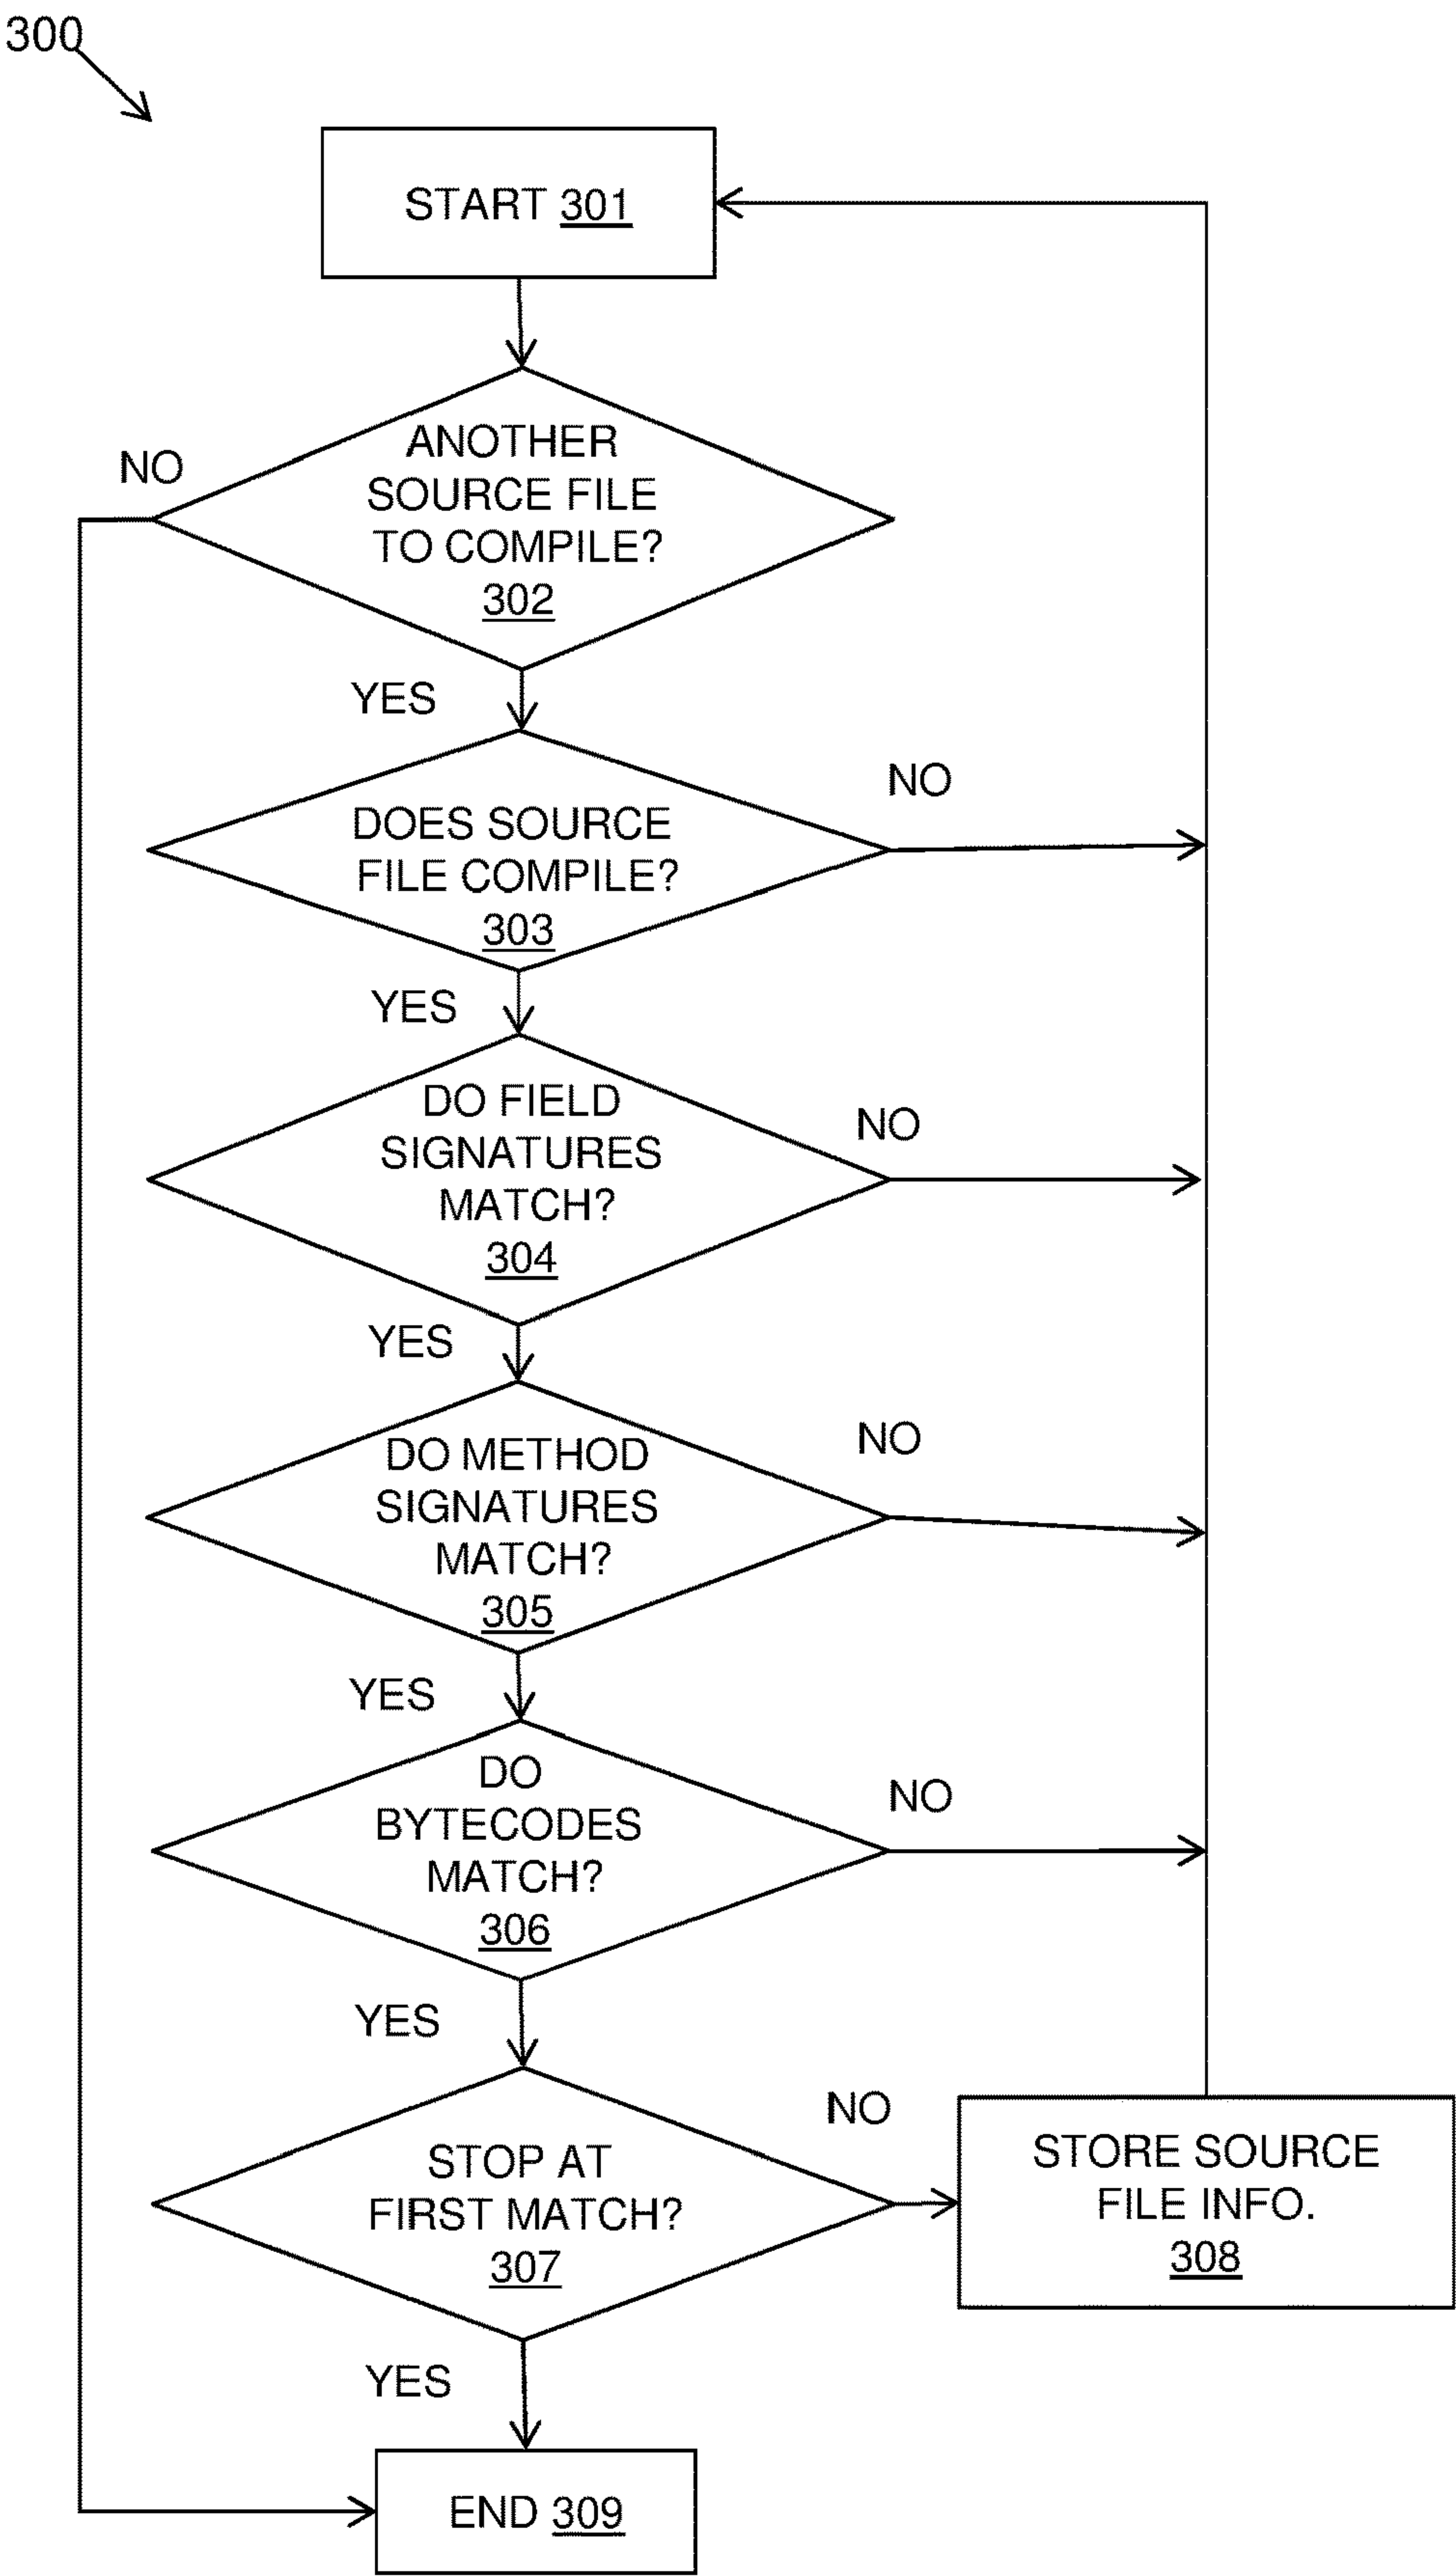 300
START 301
ANOTHER
SOURCE FILE
TO COMPILE?
302
NO
YES
DOES SOURCE
FILE COMPILE?
303
NO
YES
DO FIELD
SIGNATURES
MATCH?
304
NO
YES
DO METHOD
SIGNATURES
MATCH?
305
NO
YES
DO
BYTECODES
MATCH?
306
NO
YES
STOP AT
FIRST MATCH?
307
NO
STORE SOURCE
FILE INFO.
308
YES
END 309